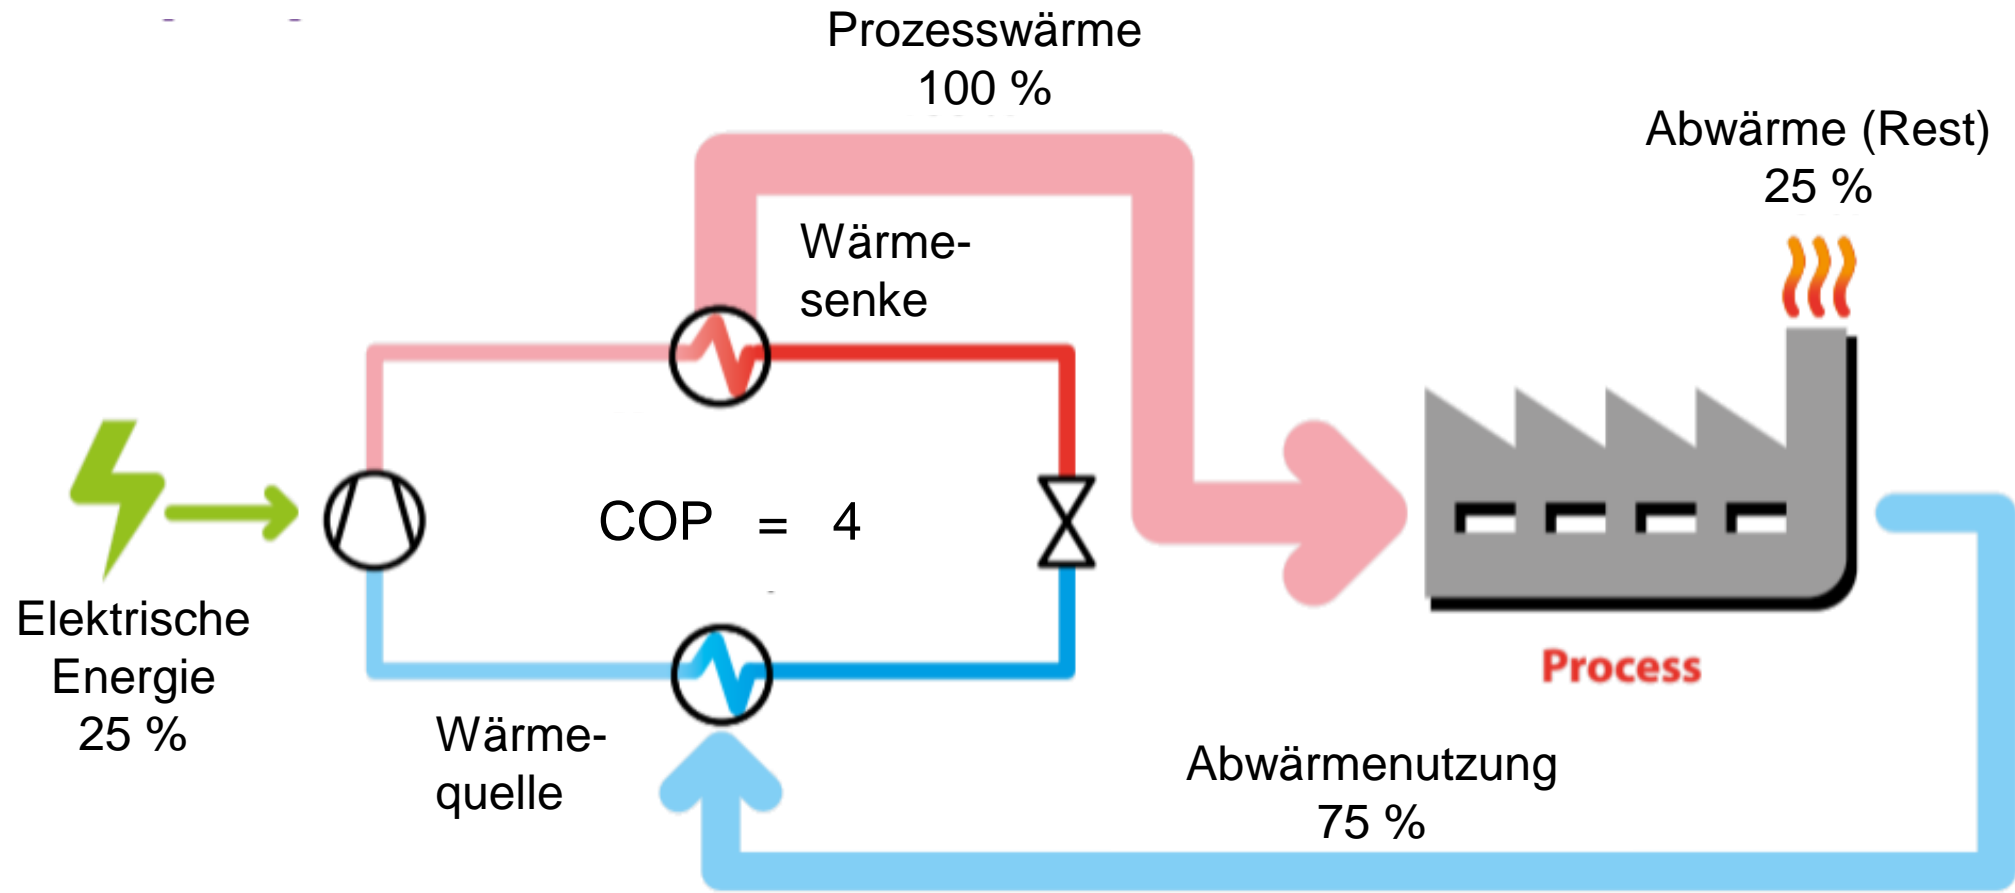 Prozesswärme
100 %
Abwärme (Rest)
25 %
Wärme-
senke
COP = 4
Elektrische
Energie
25 %
Process
Wärme-
quelle
Abwärmenutzung
75 %